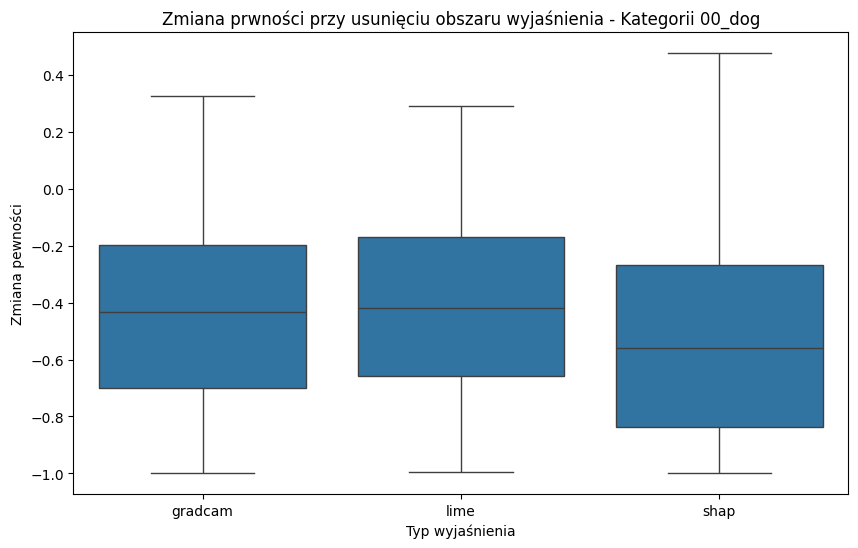 Zmiana prwności przy usunięciu obszaru wyjaśnienia - Kategorii 00_dog
Zmiana pewności
0.4
0.2
0.0
−0.2
−0.4
−0.6
−0.8
−1.0
gradcam
lime
shap
Typ wyjaśnienia